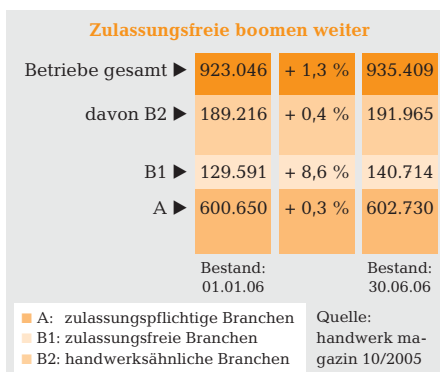 Zulassungsfreie boomen weiter
Betriebe gesamt ▶ 923.046 + 1,3 % 935.409
davon B2 ▶ 189.216 + 0,4 % 191.965
B1 ▶ 129.591 + 8,6 % 140.714
A ▶ 600.650 + 0,3 % 602.730
Bestand: Bestand:
01.01.06 30.06.06
A: zulassungspflichtige Branchen
B1: zulassungsfreie Branchen
B2: handwerksähnliche Branchen
Quelle:
handwerk ma-
gazin 10/2005